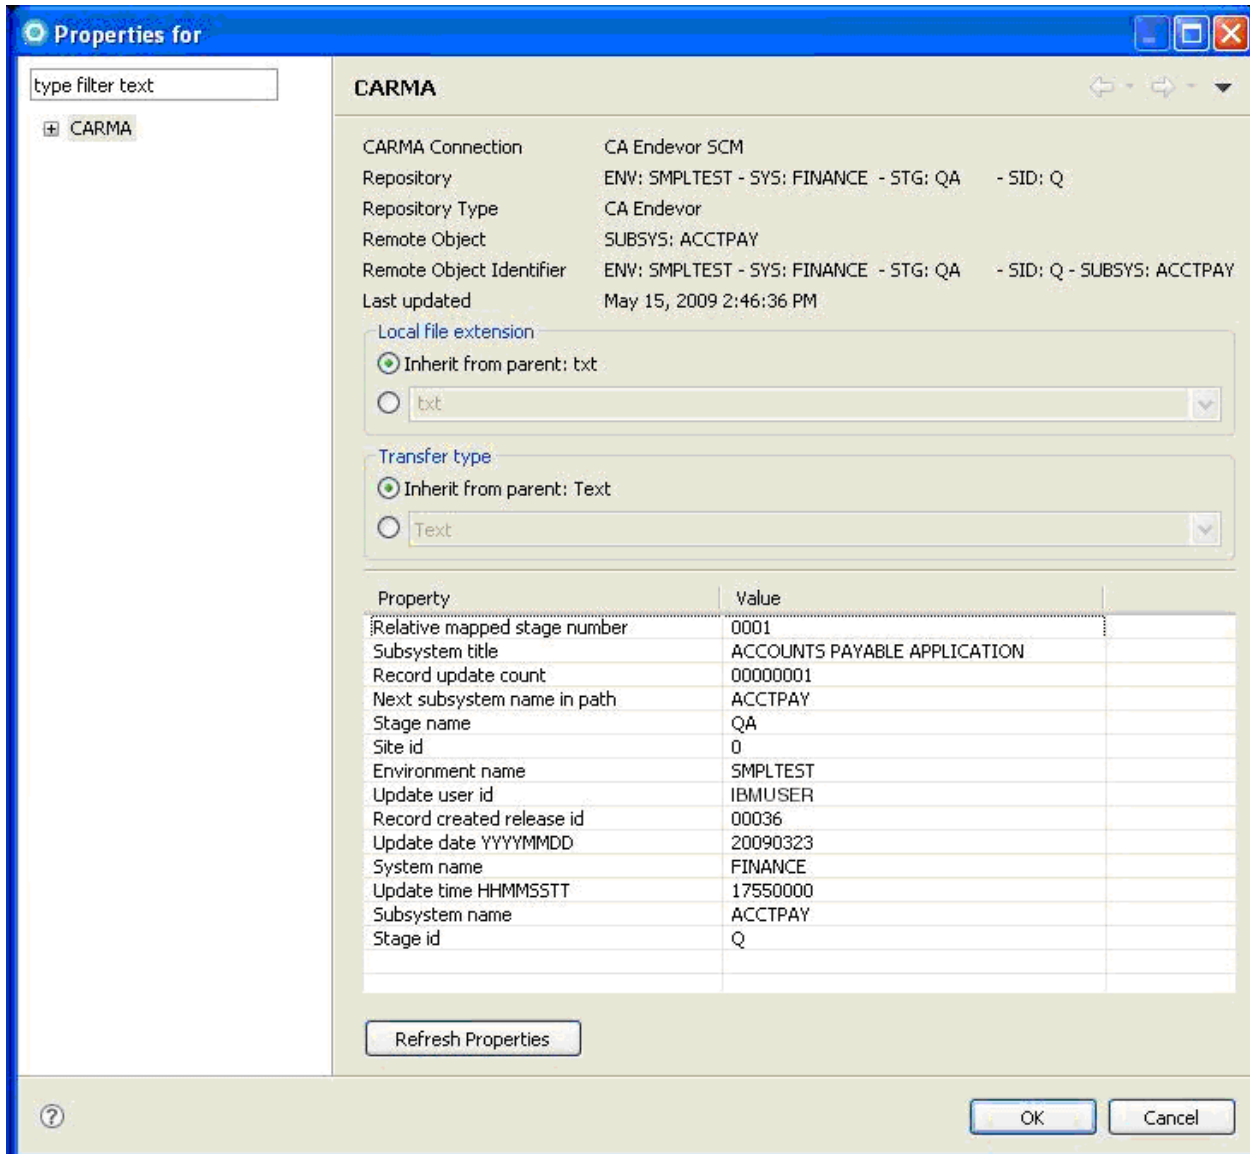 Properties for
type filter text
CARMA
CARMA
CARMA Connection CA Endevor SCM
Repository ENV: SMPLTEST - SYS: FINANCE - STG: QA - SID: Q
Repository Type CA Endevor
Remote Object SUBSYS: ACCTPAY
Remote Object Identifier ENV: SMPLTEST - SYS: FINANCE - STG: QA - SID: Q - SUBSYS: ACCTPAY
Last updated May 15, 2009 2:46:36 PM
Local file extension
Inherit from parent: txt
txt
Transfer type
Inherit from parent: Text
Text
Property Value
Relative mapped stage number 0001
Subsystem title ACCOUNTS PAYABLE APPLICATION
Record update count 00000001
Next subsystem name in path ACCTPAY
Stage name QA
Site id 0
Environment name SMPLTEST
Update user id IBMUSER
Record created release id 00036
Update date YYYYMMDD 20090323
System name FINANCE
Update time HHMMSSTT 17550000
Subsystem name ACCTPAY
Stage id Q
Refresh Properties
?
OK Cancel